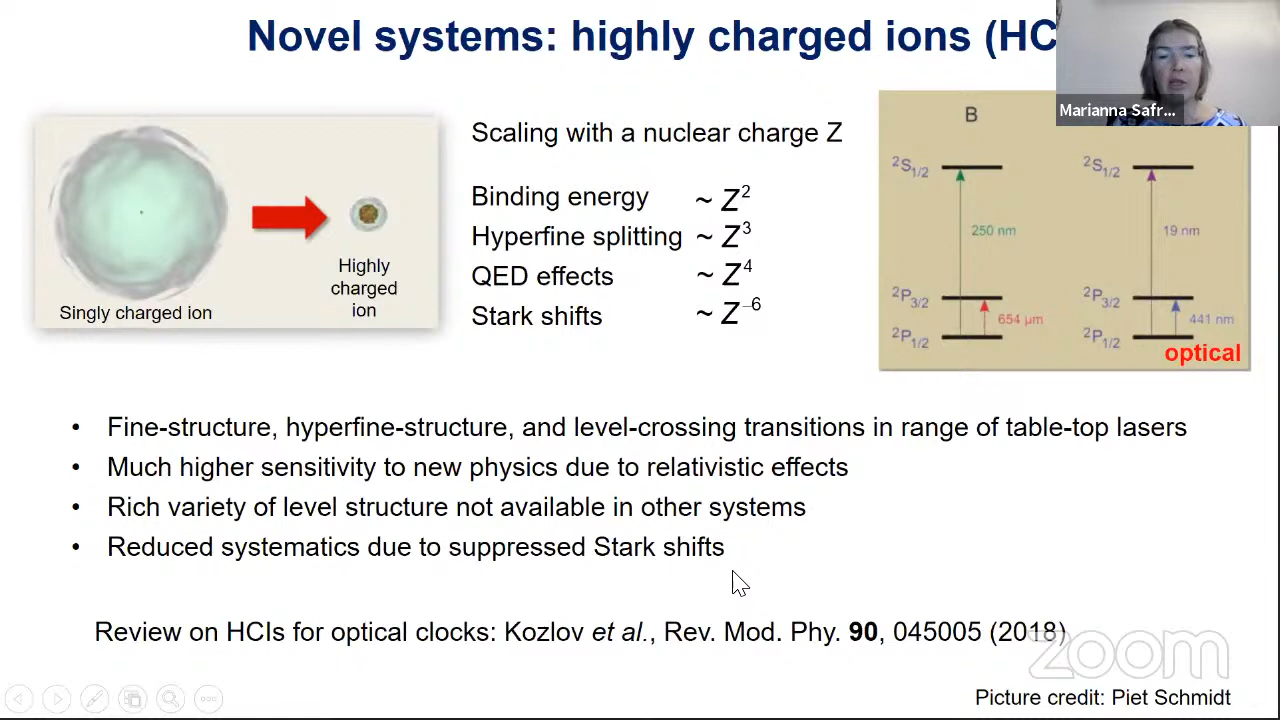 Novel systems: highly charged ions (HC
Marianna Safr...
Singly charged ion
Highly
charged
ion
Scaling with a nuclear charge Z
Binding energy ~ Z²
Hyperfine splitting ~ Z³
QED effects ~ Z⁴
Stark shifts ~ Z⁻⁶
B
²S₁/₂ ²S₁/₂
250 nm 19 nm
²P₃/₂ ²P₃/₂
654 µm 441 nm
²P₁/₂ ²P₁/₂
optical
• Fine-structure, hyperfine-structure, and level-crossing transitions in range of table-top lasers
• Much higher sensitivity to new physics due to relativistic effects
• Rich variety of level structure not available in other systems
• Reduced systematics due to suppressed Stark shifts
Review on HCIs for optical clocks: Kozlov et al., Rev. Mod. Phy. 90, 045005 (2018)
zoom
Picture credit: Piet Schmidt